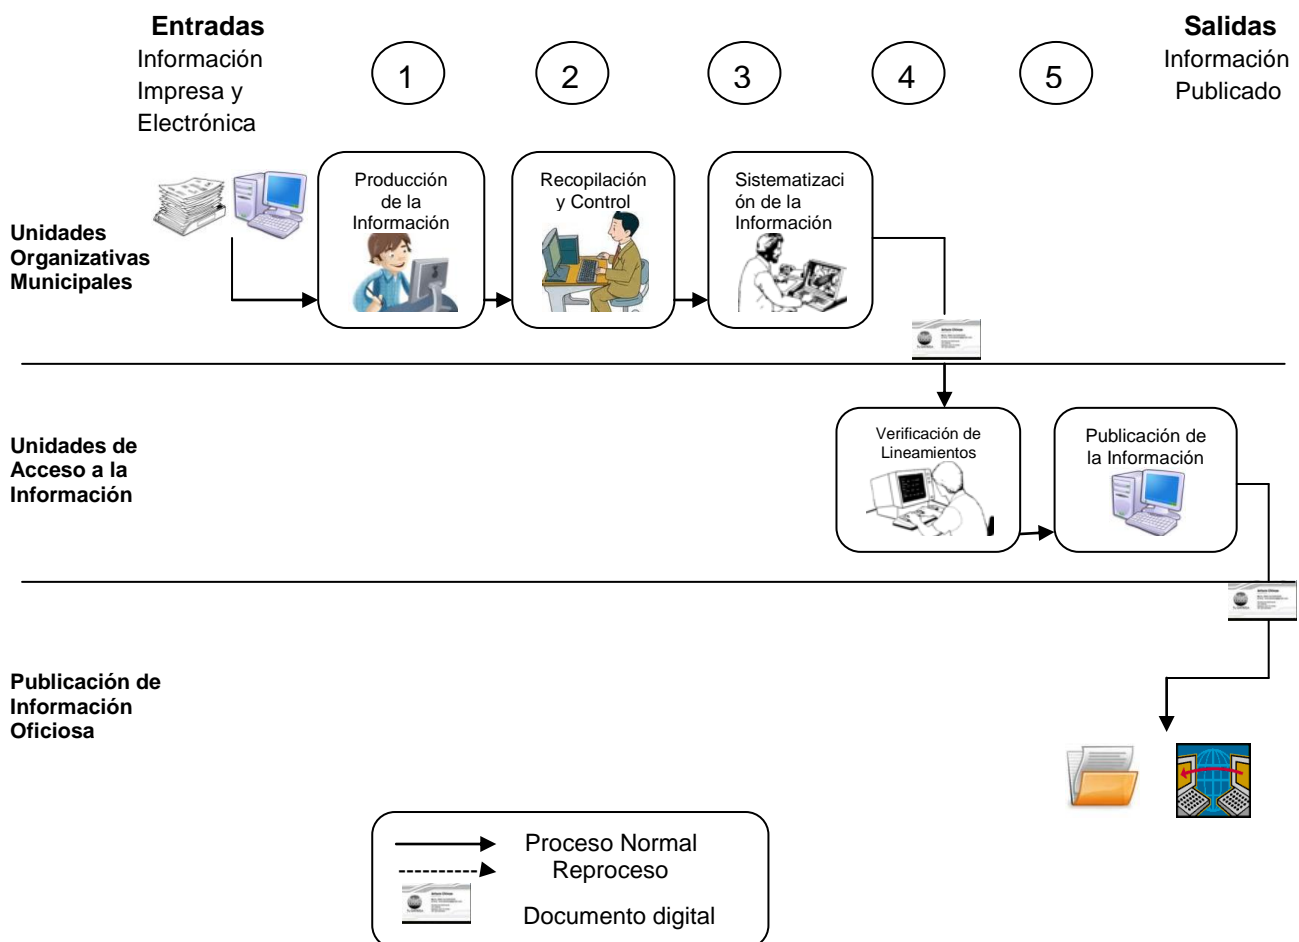 Entradas
Información
Impresa y
Electrónica
1
2
3
4
5
Salidas
Información
Publicado
Unidades
Organizativas
Municipales
Producción
de la
Información
Recopilación
y Control
Sistematizaci
ón de la
Información
Unidades de
Acceso a la
Información
Verificación de
Lineamientos
Publicación de
la Información
Publicación de
Información
Oficiosa
Proceso Normal
Reproceso
Documento digital